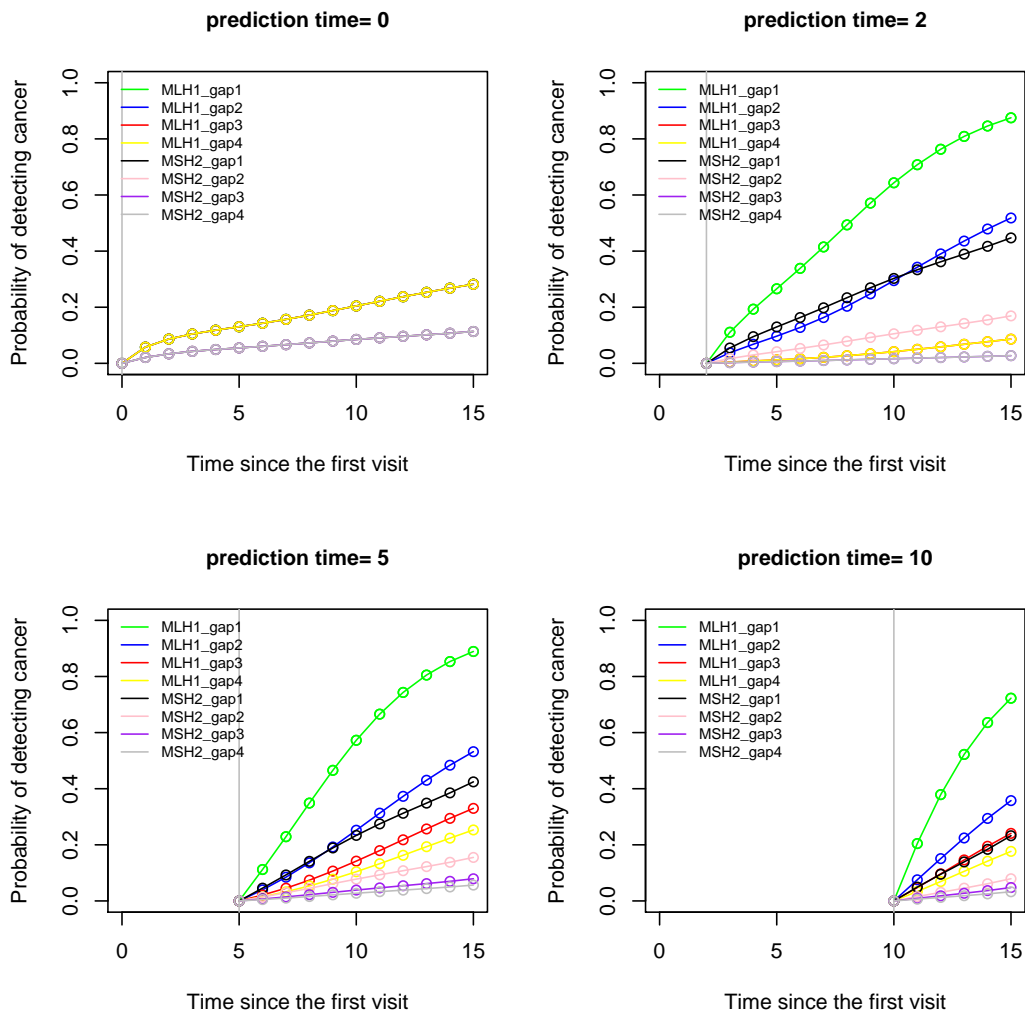 prediction time= 0
Probability of detecting cancer
1.0
0.8
0.6
0.4
0.2
0.0
MLH1_gap1
MLH1_gap2
MLH1_gap3
MLH1_gap4
MSH2_gap1
MSH2_gap2
MSH2_gap3
MSH2_gap4
0 5 10 15
Time since the first visit
prediction time= 2
Probability of detecting cancer
1.0
0.8
0.6
0.4
0.2
0.0
MLH1_gap1
MLH1_gap2
MLH1_gap3
MLH1_gap4
MSH2_gap1
MSH2_gap2
MSH2_gap3
MSH2_gap4
0 5 10 15
Time since the first visit
prediction time= 5
Probability of detecting cancer
1.0
0.8
0.6
0.4
0.2
0.0
MLH1_gap1
MLH1_gap2
MLH1_gap3
MLH1_gap4
MSH2_gap1
MSH2_gap2
MSH2_gap3
MSH2_gap4
0 5 10 15
Time since the first visit
prediction time= 10
Probability of detecting cancer
1.0
0.8
0.6
0.4
0.2
0.0
MLH1_gap1
MLH1_gap2
MLH1_gap3
MLH1_gap4
MSH2_gap1
MSH2_gap2
MSH2_gap3
MSH2_gap4
0 5 10 15
Time since the first visit